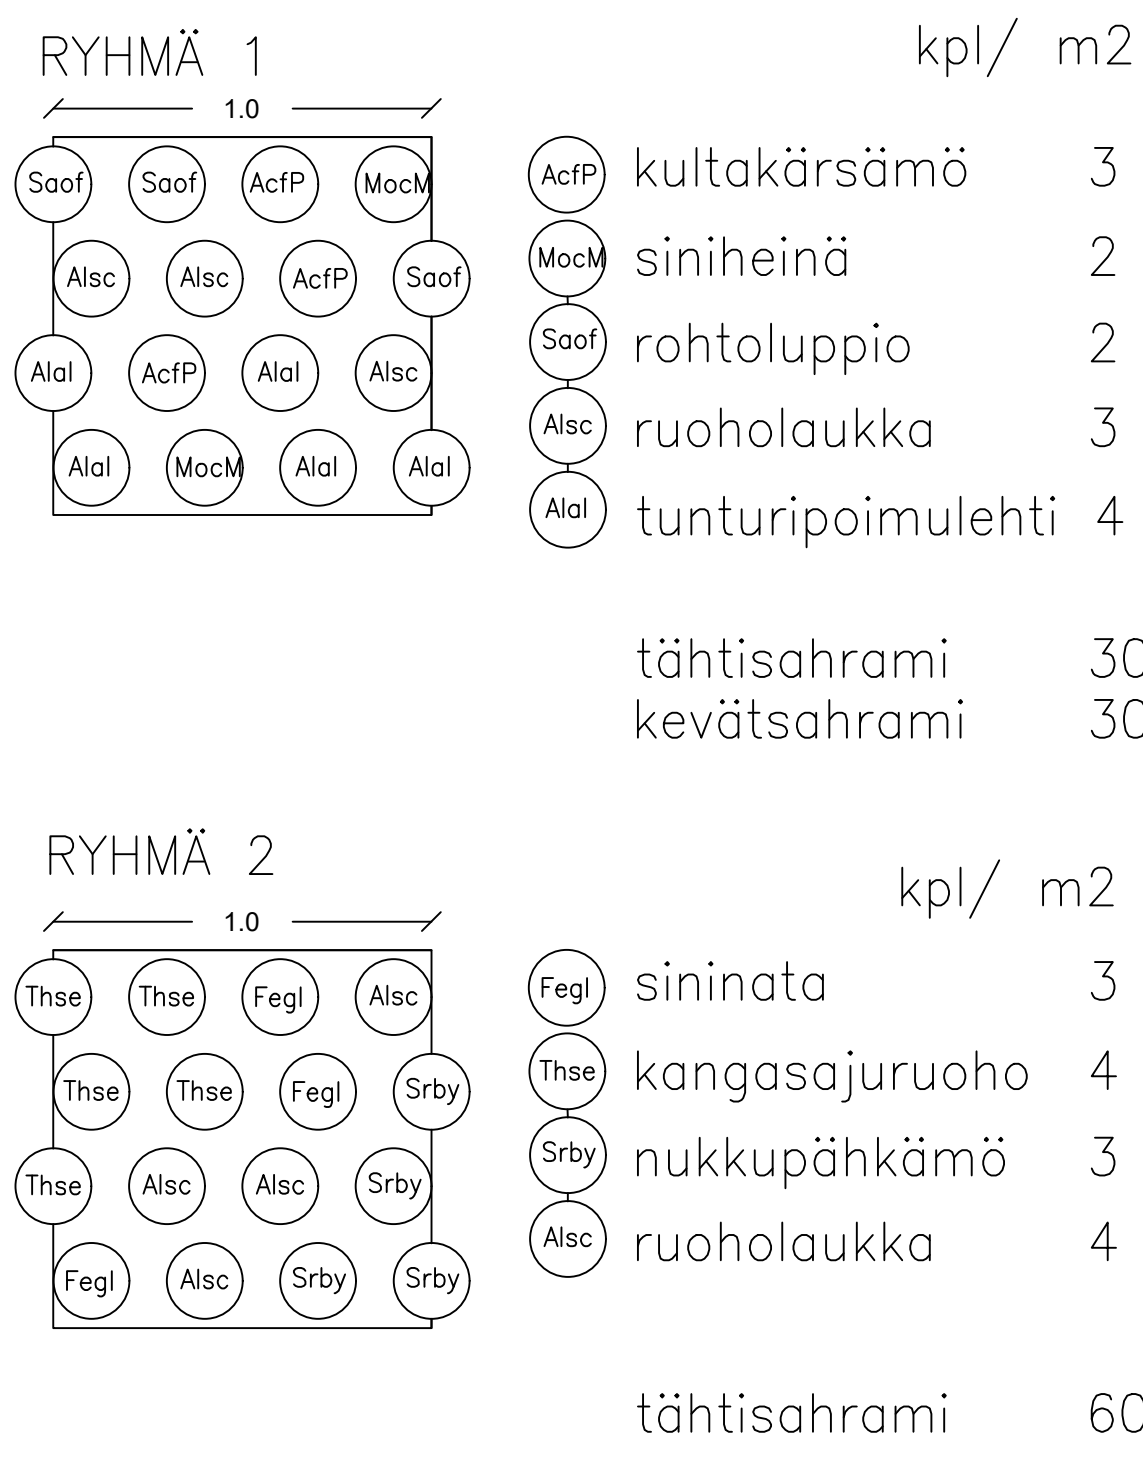 RYHMÄ 1
kpl/ m2
1.0
Saof Saof AcfP MocM
Alsc Alsc AcfP Saof
Alal AcfP Alal Alsc
Alal MocM Alal Alal
AcfP kultakärsämö 3
MocM siniheinä 2
Saof rohtoluppio 2
Alsc ruoholaukka 3
Alal tunturipoimulehti 4
tähtisahrami 30
kevätsahrami 30
RYHMÄ 2
kpl/ m2
1.0
Thse Thse Fegl Alsc
Thse Thse Fegl Srby
Thse Alsc Alsc Srby
Fegl Alsc Srby Srby
Fegl sininata 3
Thse kangasajuruoho 4
Srby nukkupähkämö 3
Alsc ruoholaukka 4
tähtisahrami 60